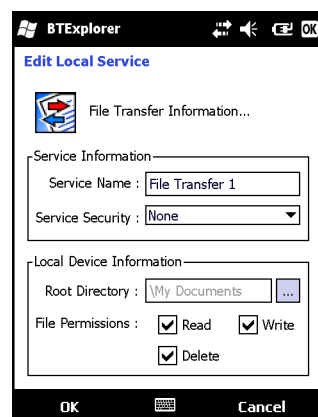 BTExplorer OK
Edit Local Service
File Transfer Information...
Service Information
Service Name : File Transfer 1
Service Security : None
Local Device Information
Root Directory : \My Documents ...
File Permissions : Read Write
Delete
OK Cancel